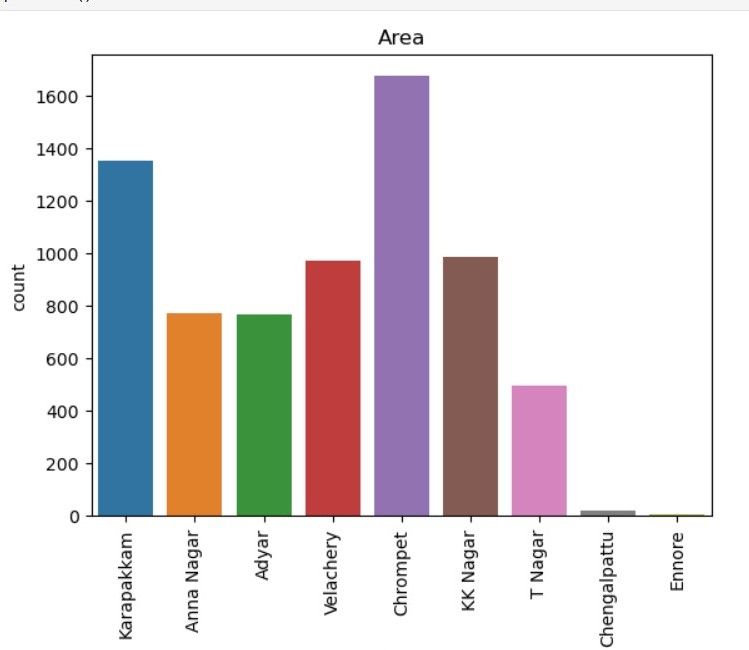 Area
1600
1400
1200
1000
800
600
400
200
0
count
Karapakkam
Anna Nagar
Adyar
Velachery
Chrompet
KK Nagar
T Nagar
Chengalpattu
Ennore